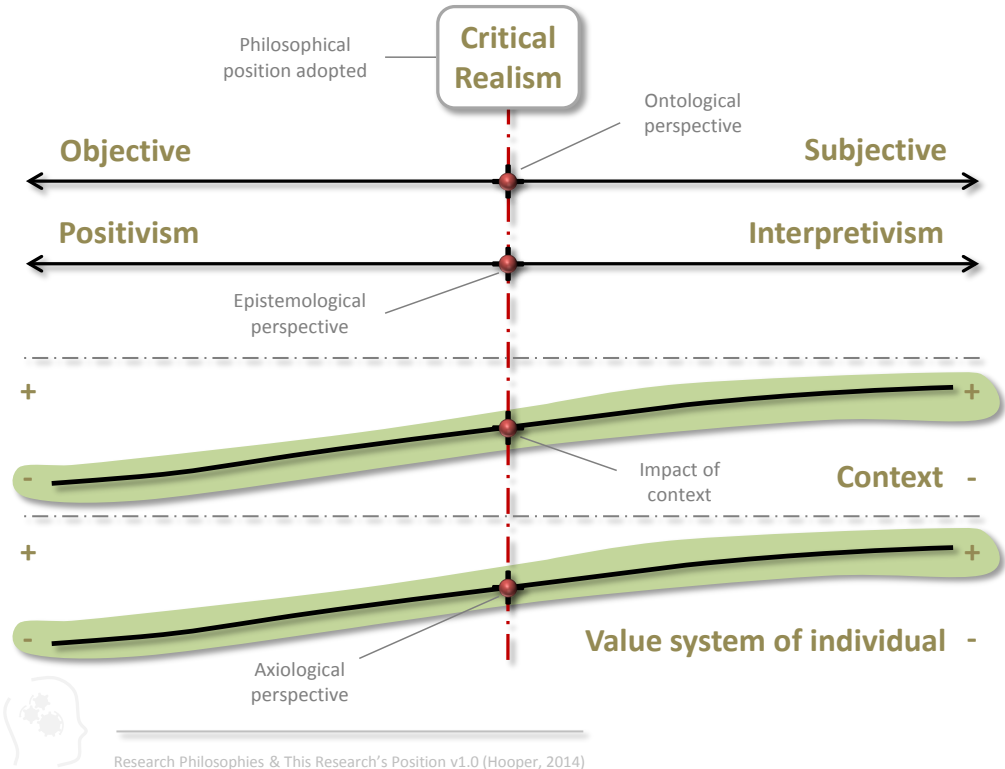 Philosophical
position adopted
Critical
Realism
Ontological
perspective
Objective
Subjective
Positivism
Interpretivism
Epistemological
perspective
+
+
-
Impact of
context
Context -
+
+
-
Value system of individual -
Axiological
perspective
Research Philosophies & This Research's Position v1.0 (Hooper, 2014)